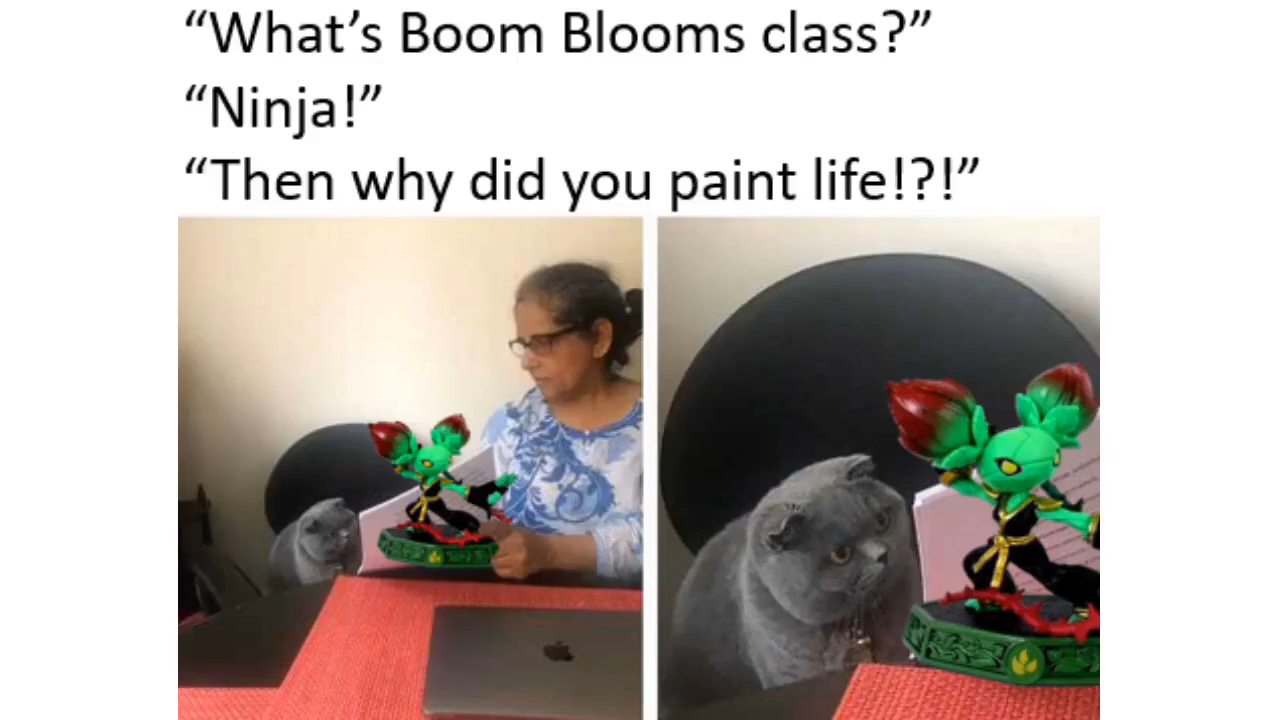 “What’s Boom Blooms class?”
“Ninja!”
“Then why did you paint life!?!”